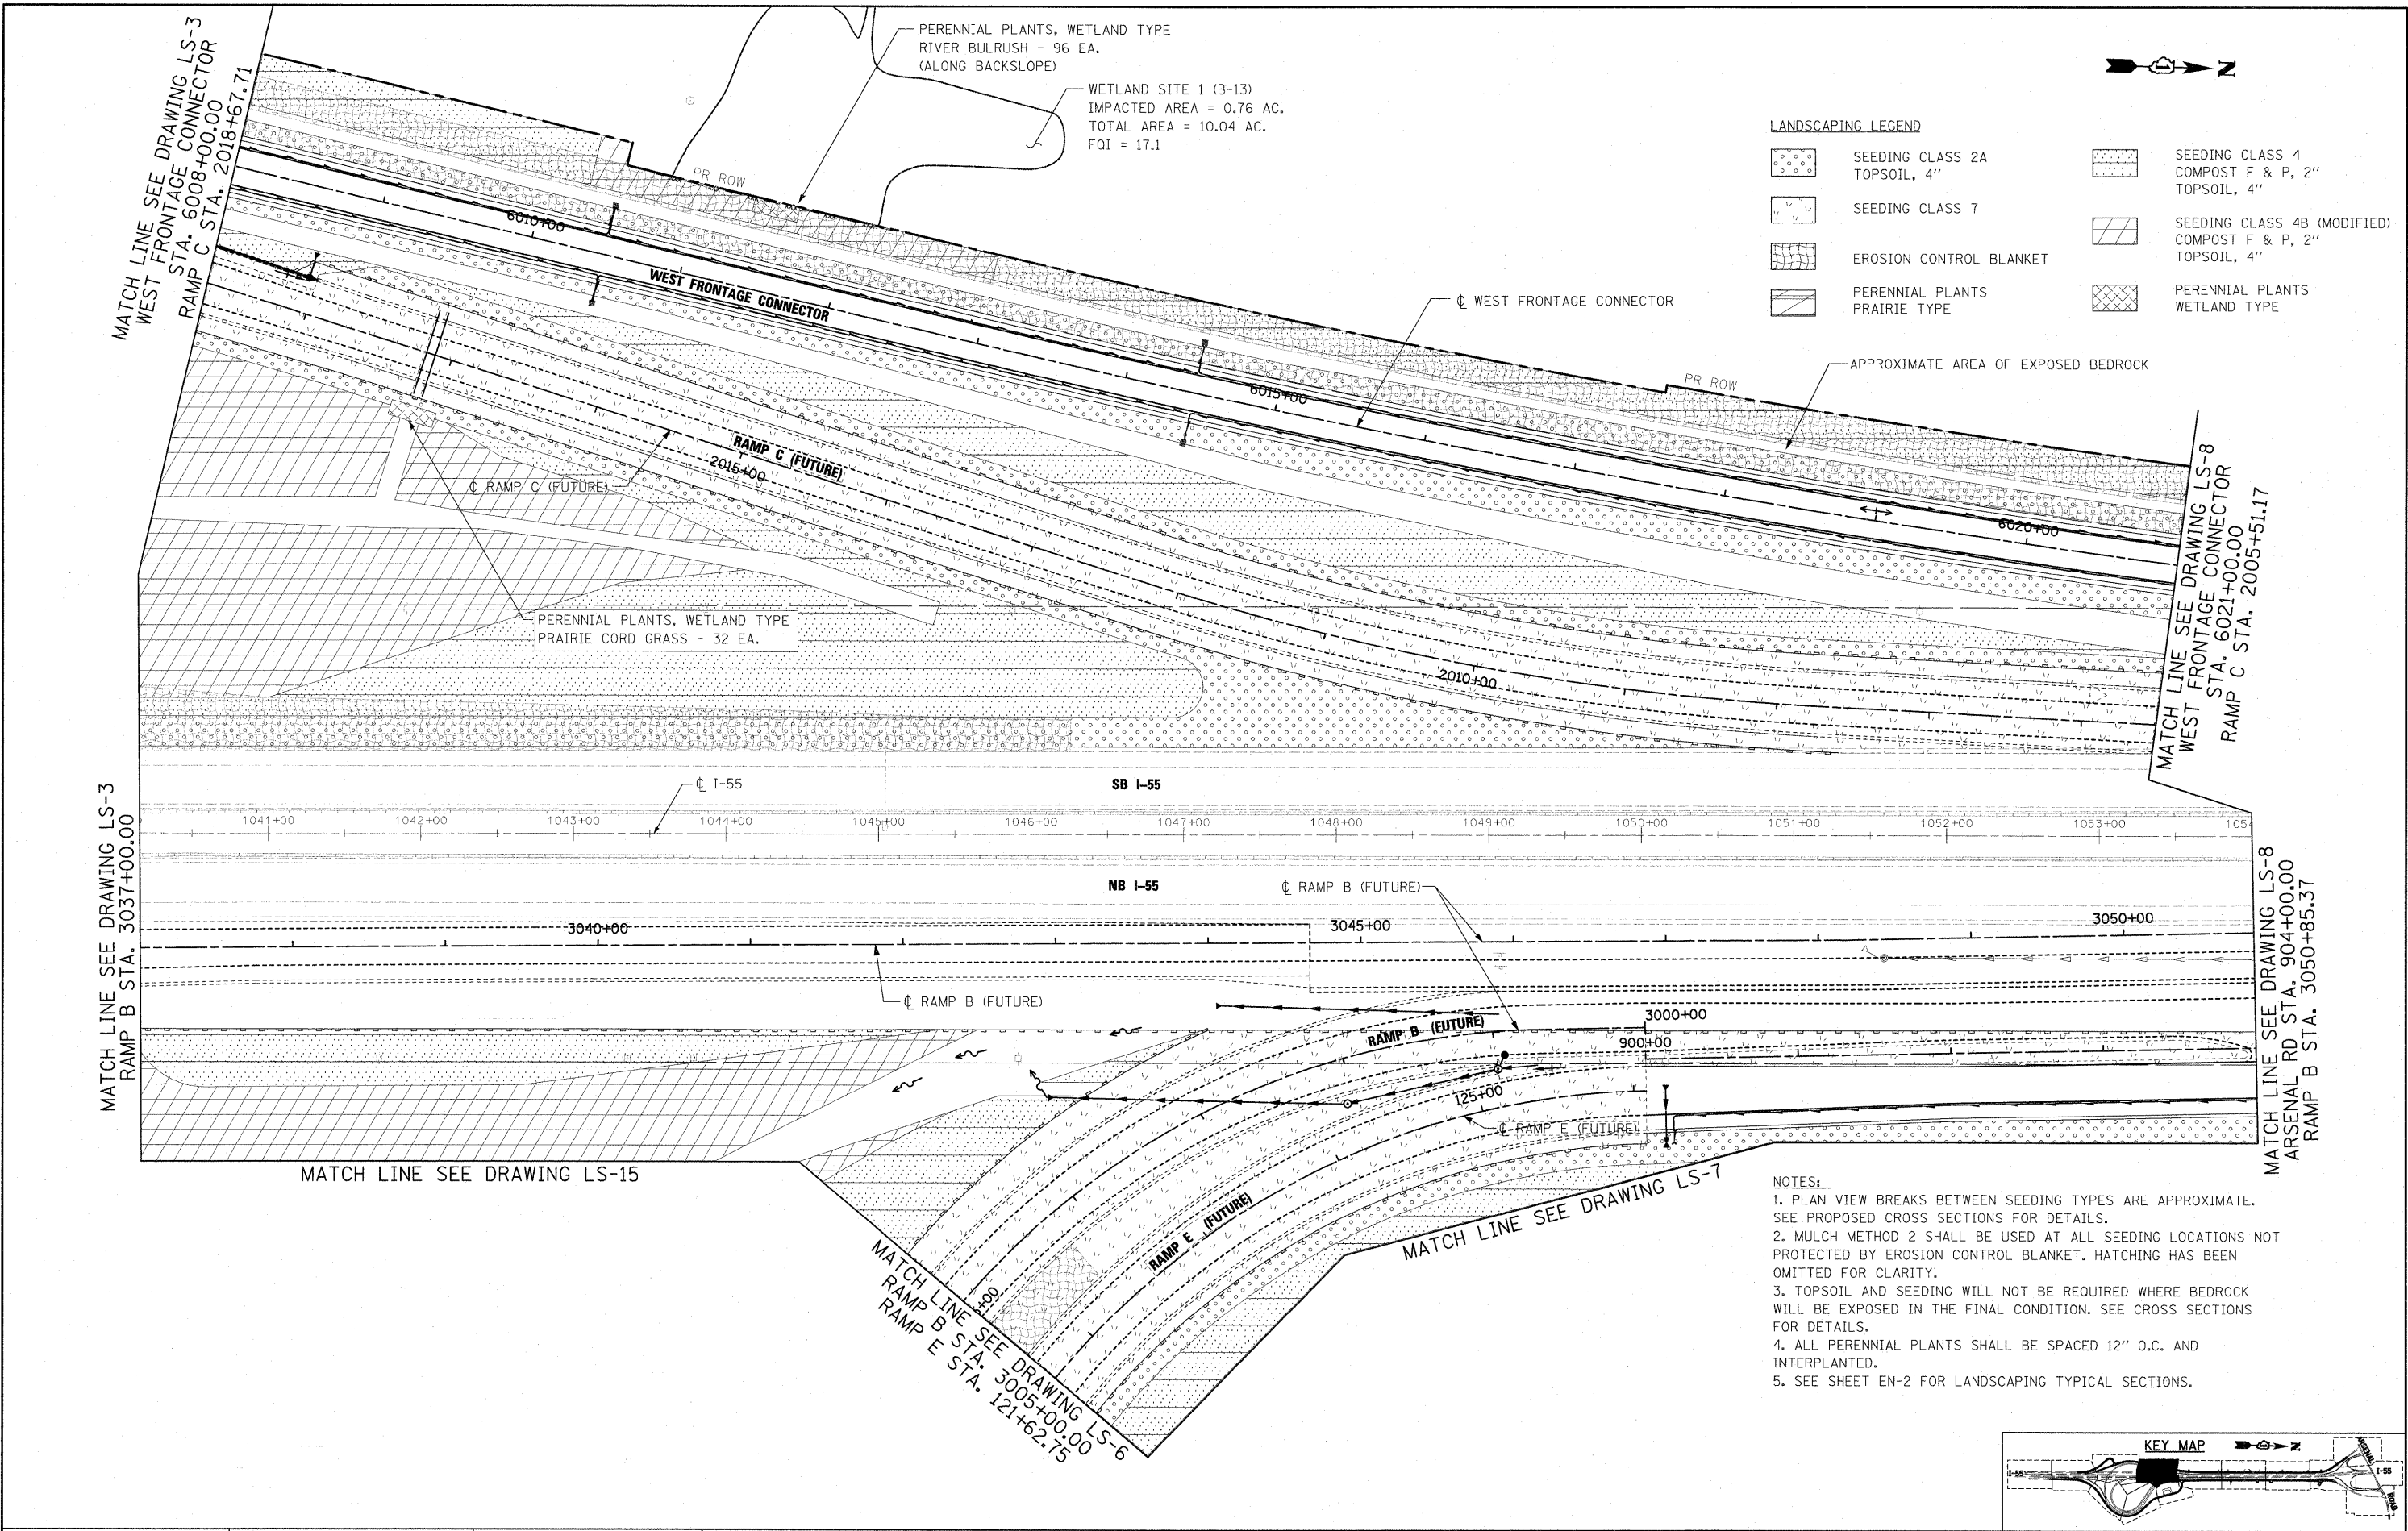 MATCH LINE SEE DRAWING LS-3
WEST FRONTAGE CONNECTOR
STA. 6008+00.00
RAMP C STA. 2018+67.71
PERENNIAL PLANTS, WETLAND TYPE
RIVER BULRUSH - 96 EA.
(ALONG BACKSLOPE)
WETLAND SITE 1 (B-13)
IMPACTED AREA = 0.76 AC.
TOTAL AREA = 10.04 AC.
FQI = 17.1
N
LANDSCAPING LEGEND
SEEDING CLASS 2A
TOPSOIL, 4"
SEEDING CLASS 7
EROSION CONTROL BLANKET
PERENNIAL PLANTS
PRAIRIE TYPE
SEEDING CLASS 4
COMPOST F & P, 2"
TOPSOIL, 4"
SEEDING CLASS 4B (MODIFIED)
COMPOST F & P, 2"
TOPSOIL, 4"
PERENNIAL PLANTS
WETLAND TYPE
PR ROW
6010+00
WEST FRONTAGE CONNECTOR
℄ WEST FRONTAGE CONNECTOR
APPROXIMATE AREA OF EXPOSED BEDROCK
PR ROW
6015+00
6020+00
RAMP C (FUTURE)
2015+00
℄ RAMP C (FUTURE)
2010+00
PERENNIAL PLANTS, WETLAND TYPE
PRAIRIE CORD GRASS - 32 EA.
MATCH LINE SEE DRAWING LS-8
WEST FRONTAGE CONNECTOR
STA. 6021+00.00
RAMP C STA. 2005+51.17
℄ I-55
SB I-55
1041+00
1042+00
1043+00
1044+00
1045+00
1046+00
1047+00
1048+00
1049+00
1050+00
1051+00
1052+00
1053+00
105
NB I-55
℄ RAMP B (FUTURE)
MATCH LINE SEE DRAWING LS-3
RAMP B STA. 3037+00.00
3040+00
3045+00
3050+00
℄ RAMP B (FUTURE)
RAMP B (FUTURE)
3000+00
900+00
125+00
℄ RAMP E (FUTURE)
MATCH LINE SEE DRAWING LS-8
ARSENAL RD STA. 904+00.00
RAMP B STA. 3050+85.37
MATCH LINE SEE DRAWING LS-15
RAMP E (FUTURE)
MATCH LINE SEE DRAWING LS-7
+00
MATCH LINE SEE DRAWING LS-6
RAMP B STA. 3005+00.00
RAMP E STA. 121+62.75
NOTES:
1. PLAN VIEW BREAKS BETWEEN SEEDING TYPES ARE APPROXIMATE.
SEE PROPOSED CROSS SECTIONS FOR DETAILS.
2. MULCH METHOD 2 SHALL BE USED AT ALL SEEDING LOCATIONS NOT
PROTECTED BY EROSION CONTROL BLANKET. HATCHING HAS BEEN
OMITTED FOR CLARITY.
3. TOPSOIL AND SEEDING WILL NOT BE REQUIRED WHERE BEDROCK
WILL BE EXPOSED IN THE FINAL CONDITION. SEE CROSS SECTIONS
FOR DETAILS.
4. ALL PERENNIAL PLANTS SHALL BE SPACED 12" O.C. AND
INTERPLANTED.
5. SEE SHEET EN-2 FOR LANDSCAPING TYPICAL SECTIONS.
KEY MAP
N
I-55
ARSENAL
I-55
ROAD